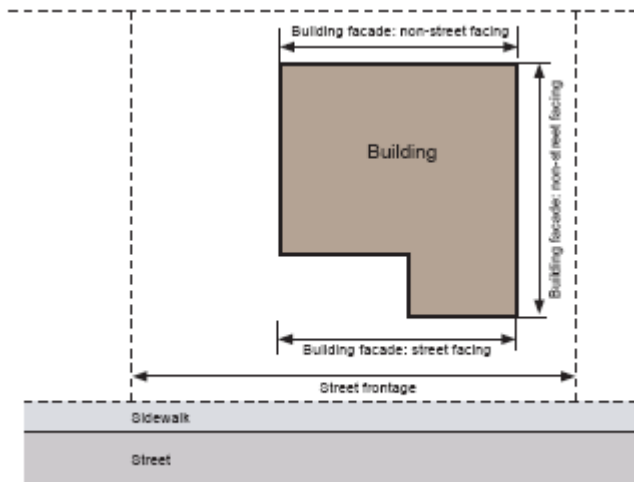 Building facade: non-street facing
Building
Building facade: non-street facing
Building facade: street facing
Street frontage
Sidewalk
Street